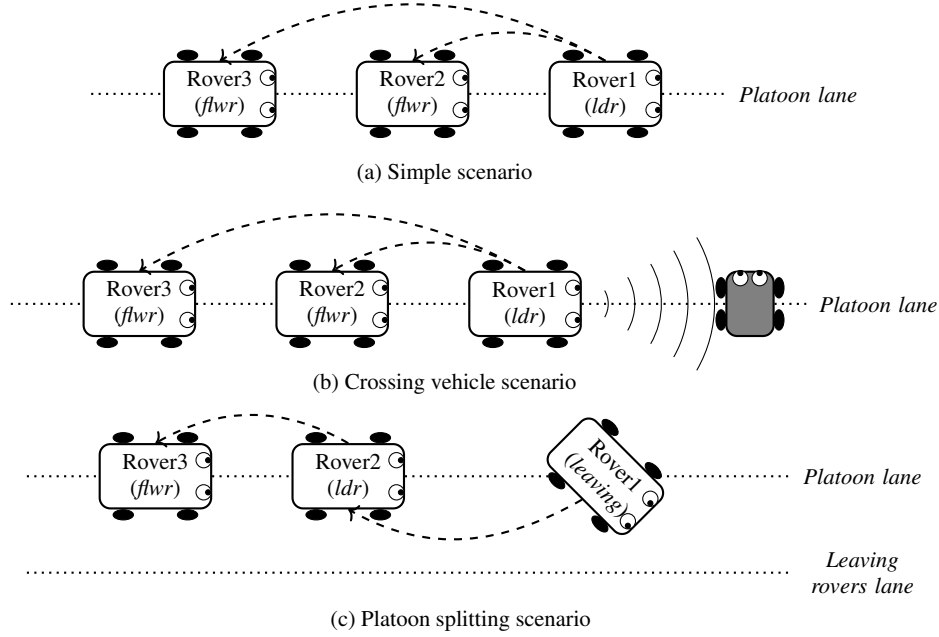 Rover3
(flwr)
Rover2
(flwr)
Rover1
(ldr)
Platoon lane
(a) Simple scenario
Rover3
(flwr)
Rover2
(flwr)
Rover1
(ldr)
Platoon lane
(b) Crossing vehicle scenario
Rover3
(flwr)
Rover2
(ldr)
Rover1
(leaving)
Platoon lane
Leaving
rovers lane
(c) Platoon splitting scenario